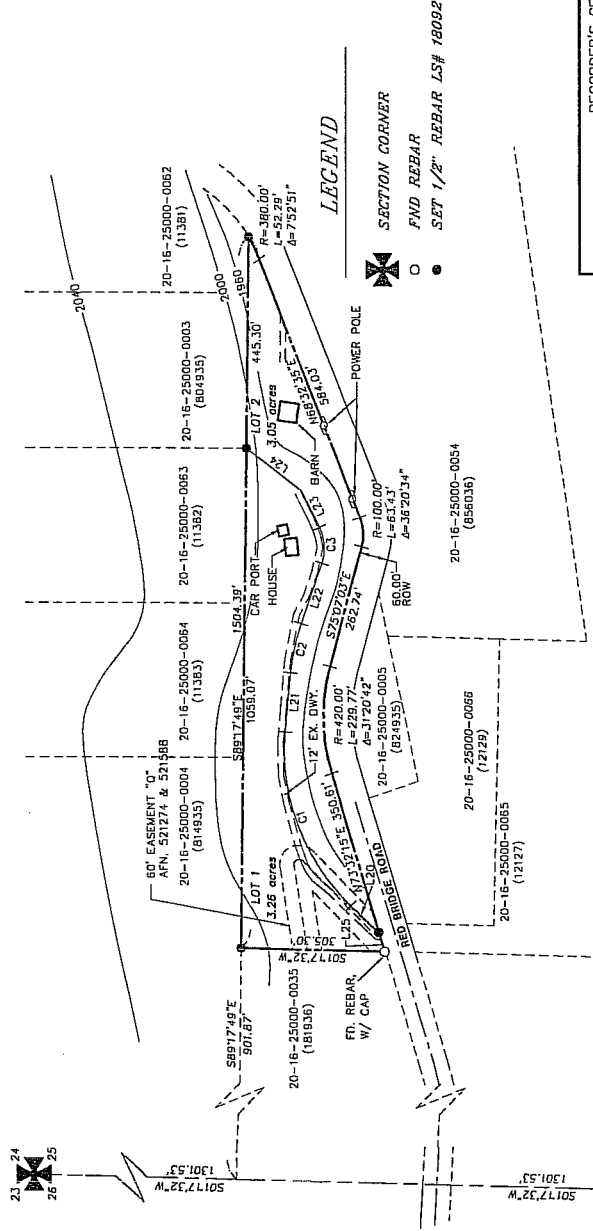 23 24
26 25
S01°17'32"W
1301.53'
S01°17'32"W
1301.53'
S89°17'49"E
901.87'
20-16-25000-0035
(181936)
FD. REBAR,
W/ CAP
60' EASEMENT "Q"
AFN. 521274 & 521588
20-16-25000-0004
(814935)
LOT 1
3.26 acres
S01°17'32"W
305.30'
L25
L20
N73°32'15"E 350.61'
RED BRIDGE ROAD
C1
12' EX. DWY.
L21
C2
L22
C3
L23
L24
S89°17'49"E
1504.39'
1059.07'
20-16-25000-0064
(11383)
20-16-25000-0063
(11382)
20-16-25000-0003
(804935)
20-16-25000-0062
(11381)
2040
2000
1960
445.30'
LOT 2
3.05 acres
CAR PORT
HOUSE
BARN
R=380.00'
L=52.29'
Δ=7°52'51"
N68°32'35"E
584.03'
POWER POLE
R=100.00'
L=63.43'
Δ=36°20'34"
60.00'
ROW
S75°07'03"E
262.74'
R=420.00'
L=229.77'
Δ=31°20'42"
20-16-25000-0005
(824935)
20-16-25000-0054
(856036)
20-16-25000-0066
(12129)
20-16-25000-0065
(12127)
LEGEND
SECTION CORNER
FND REBAR
SET 1/2" REBAR LS# 18092